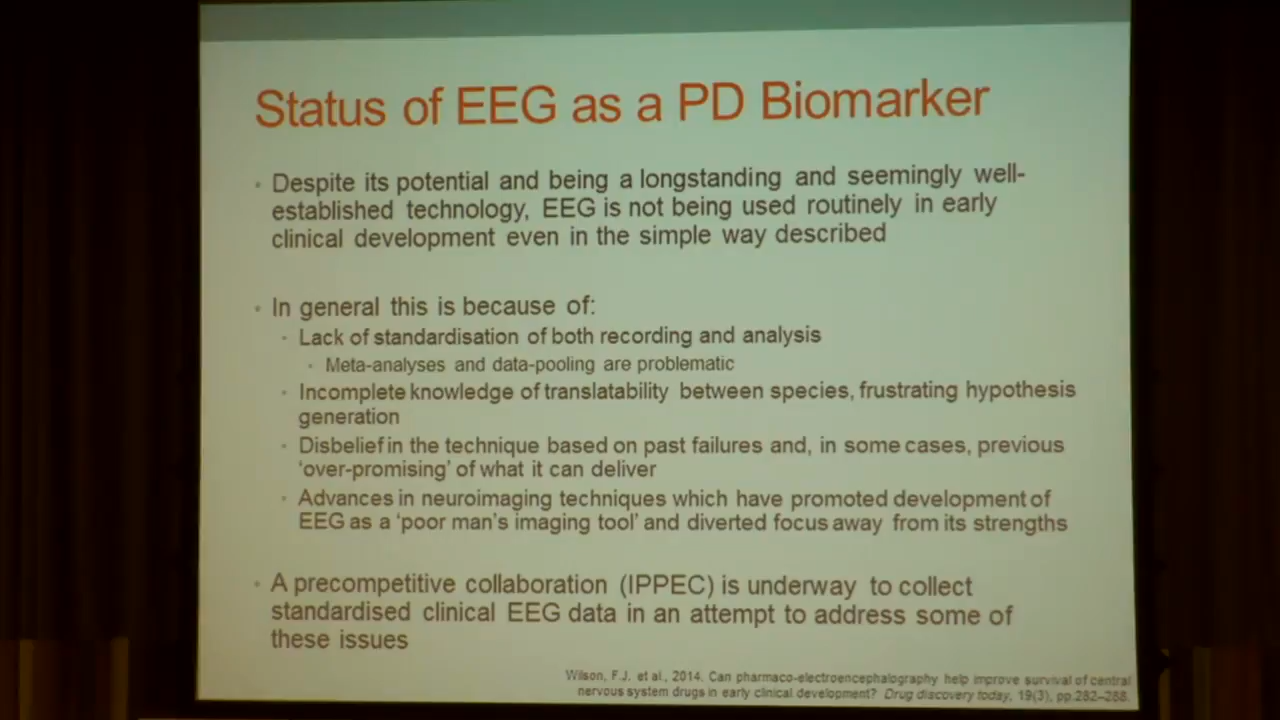 Status of EEG as a PD Biomarker
• Despite its potential and being a longstanding and seemingly well-
established technology, EEG is not being used routinely in early
clinical development even in the simple way described
• In general this is because of:
• Lack of standardisation of both recording and analysis
• Meta-analyses and data-pooling are problematic
• Incomplete knowledge of translatability between species, frustrating hypothesis
generation
• Disbelief in the technique based on past failures and, in some cases, previous
‘over-promising’ of what it can deliver
• Advances in neuroimaging techniques which have promoted development of
EEG as a ‘poor man’s imaging tool’ and diverted focus away from its strengths
• A precompetitive collaboration (IPPEC) is underway to collect
standardised clinical EEG data in an attempt to address some of
these issues
Wilson, F.J. et al., 2014. Can pharmaco-electroencephalography help improve survival of central
nervous system drugs in early clinical development? Drug discovery today, 19(3), pp.282–288.